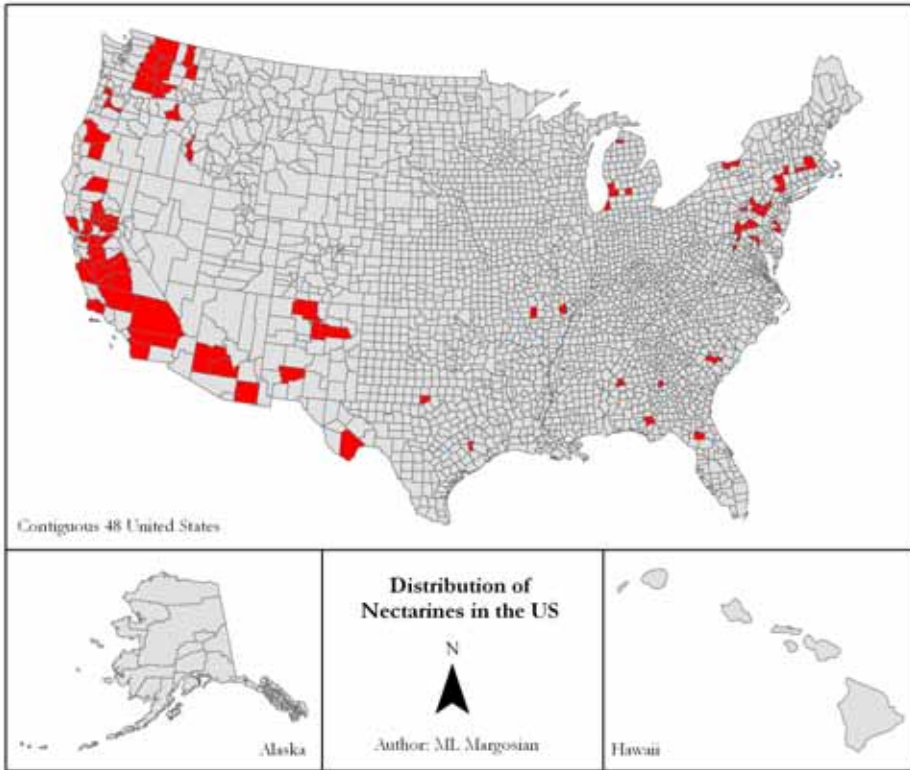 Contiguous 48 United States
Alaska
Distribution of
Nectarines in the US
N
Author: ML Margosian
Hawaii